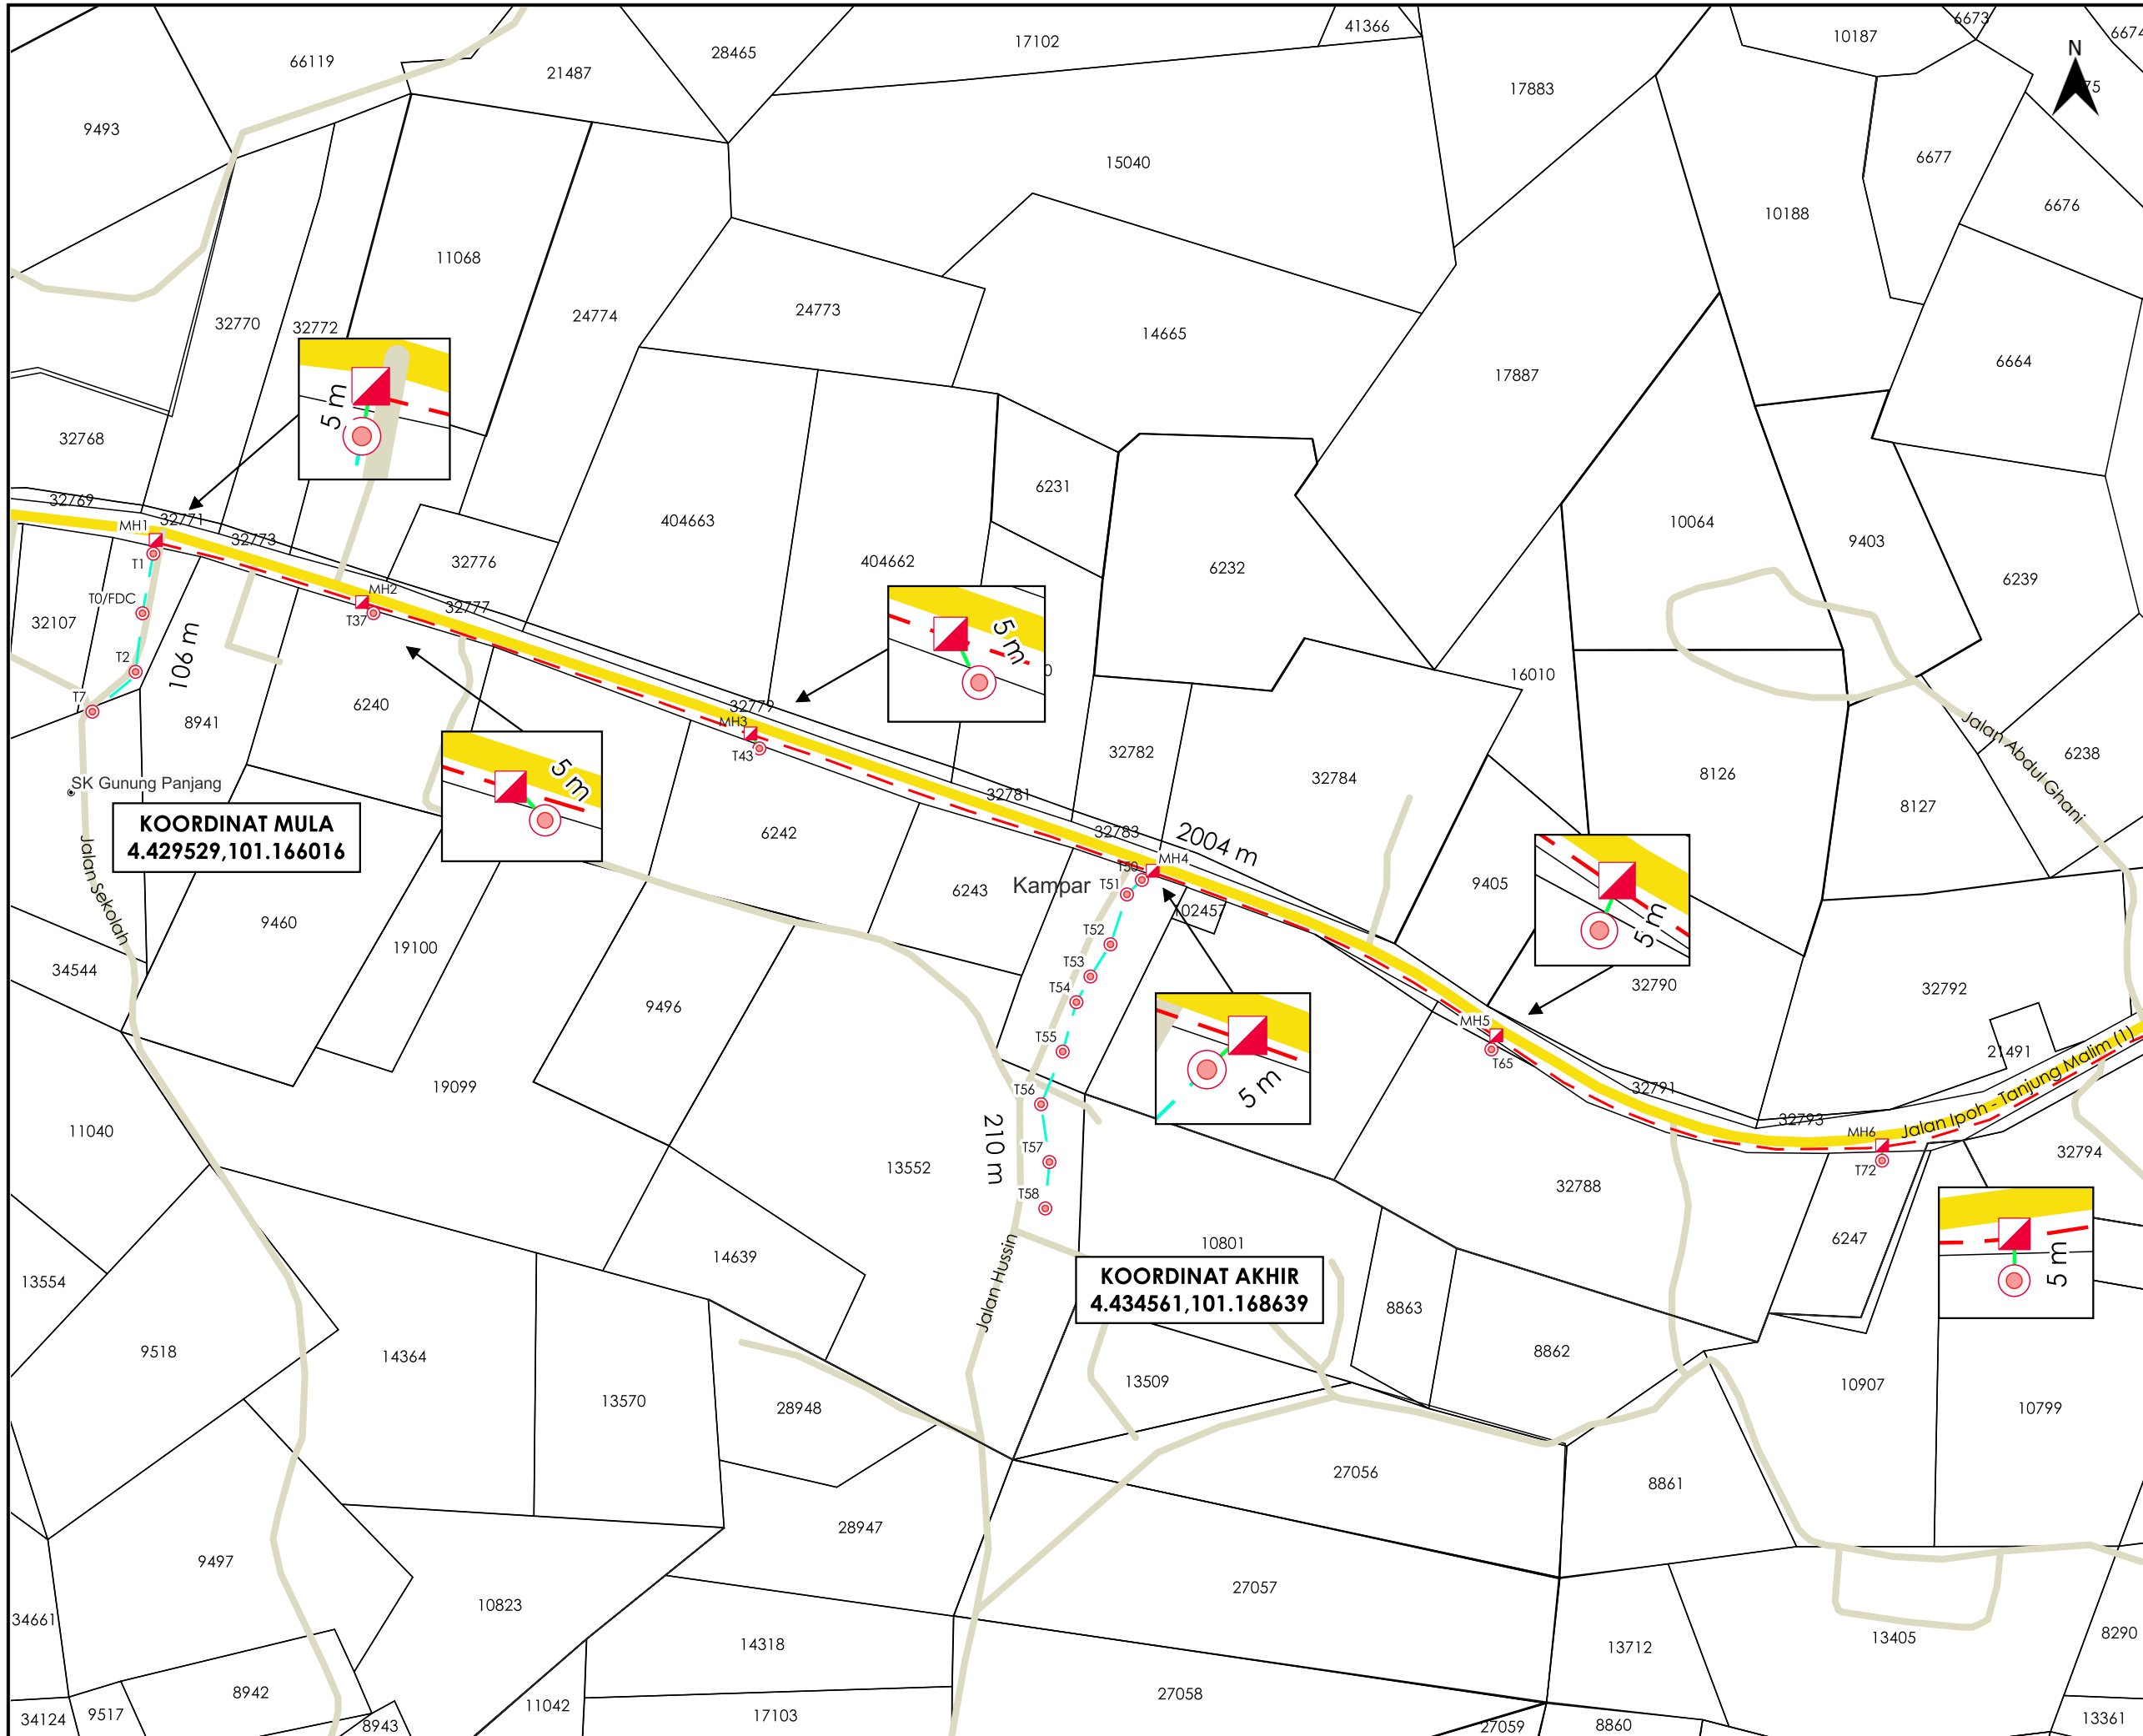 66119
21487
28465
17102
41366
17883
10187
6673
6674
N
75
9493
15040
6677
10188
6676
11068
24774
24773
14665
32770
32772
17887
6664
5 m
32768
6231
404663
32769
32771
MH1
32773
10064
9403
T1
32776
404662
6232
6239
T0/FDC
MH2
T37
32777
32107
106 m
5 m
0
T2
T7
8941
6240
32779
MH3
T43
16010
Jalan Abdul Ghani
32782
32784
8126
6238
SK Gunung Panjang
5 m
32781
8127
KOORDINAT MULA
4.429529,101.166016
6242
32783
2004 m
MH4
T50
Kampar
T51
6243
9405
Jalan Sekolah
9460
19100
102457
T52
5 m
34544
T53
32790
32792
T54
9496
MH5
T55
T65
21491
Jalan Ipoh - Tanjung Malim (1)
19099
T56
5 m
32791
32793
MH6
11040
210 m
T57
T72
32794
13552
T58
32788
6247
5 m
14639
Jalan Hussin
10801
13554
KOORDINAT AKHIR
4.434561,101.168639
8863
9518
14364
8862
13509
10907
13570
28948
10799
27056
8861
28947
9497
27057
10823
34661
14318
13712
13405
8290
8942
27058
11042
34124
9517
8943
17103
27059
8860
13361